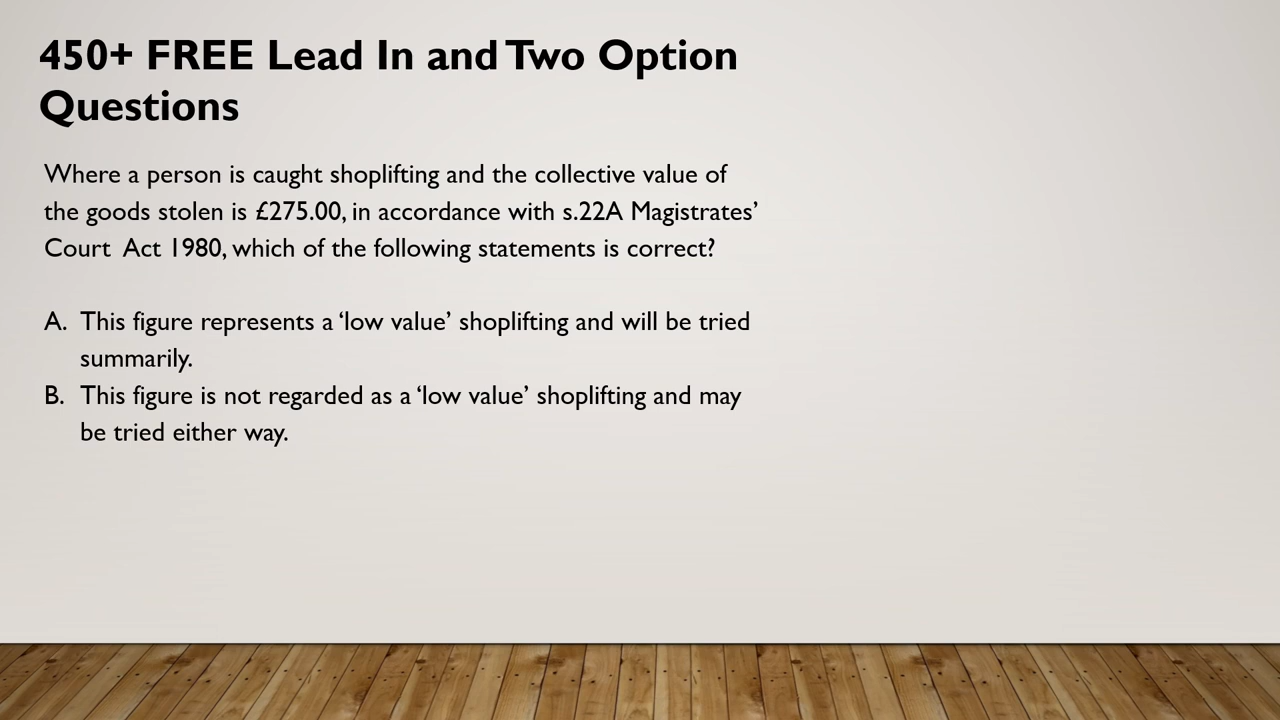 450+ FREE Lead In and Two Option
Questions
Where a person is caught shoplifting and the collective value of
the goods stolen is £275.00, in accordance with s.22A Magistrates’
Court  Act 1980, which of the following statements is correct?
A. This figure represents a ‘low value’ shoplifting and will be tried
summarily.
B. This figure is not regarded as a ‘low value’ shoplifting and may
be tried either way.